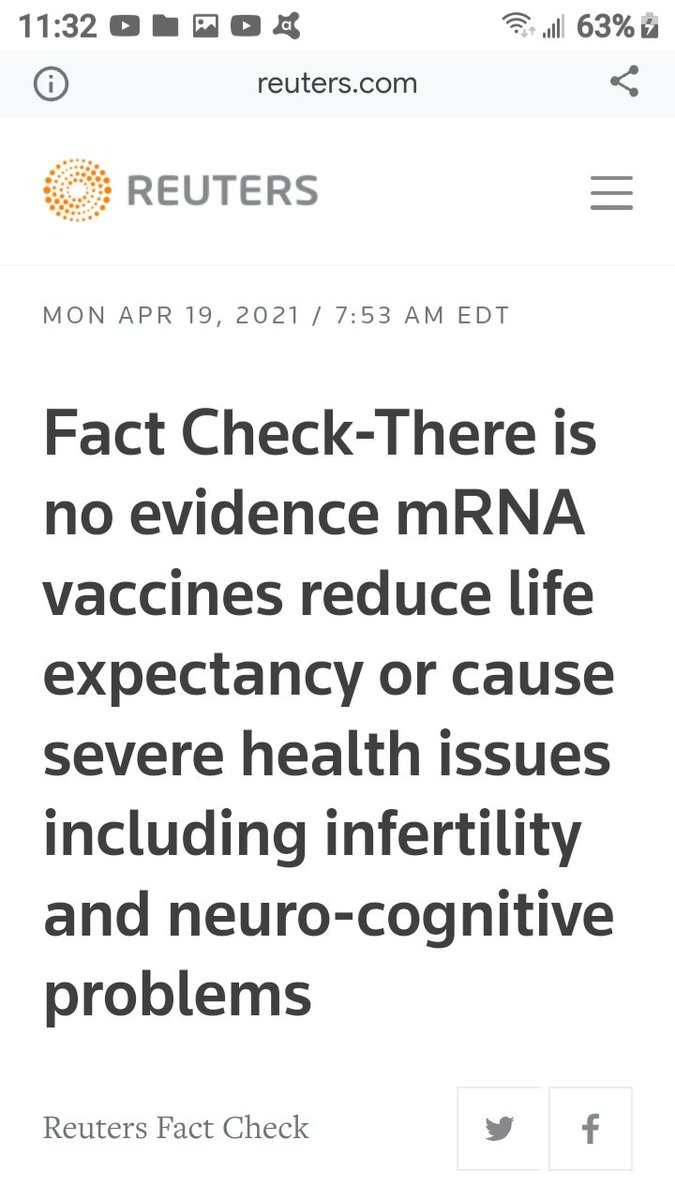 11:32 63%
reuters.com
REUTERS
MON APR 19, 2021 / 7:53 AM EDT
Fact Check-There is
no evidence mRNA
vaccines reduce life
expectancy or cause
severe health issues
including infertility
and neuro-cognitive
problems
Reuters Fact Check